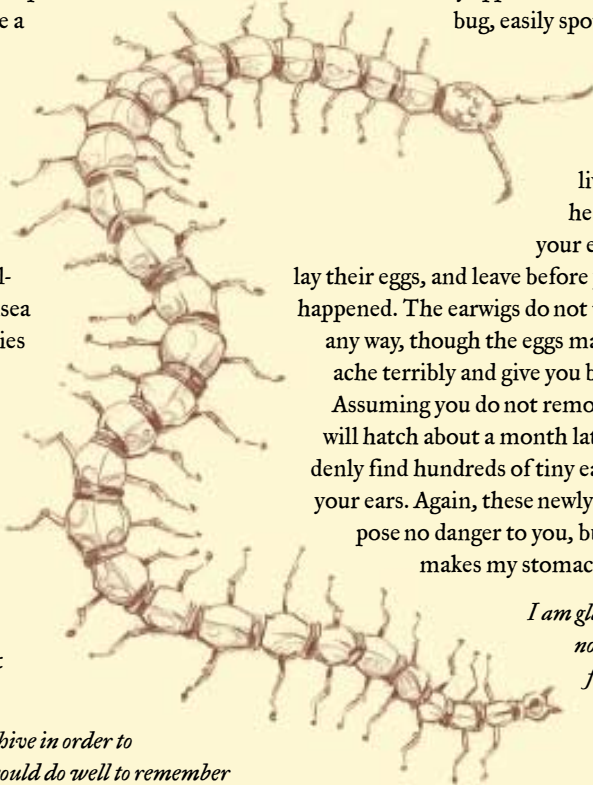 e a
l-
sea
ies
t
hive in order to
ould do well to remember
bug, easily spo
li
he
your e
lay their eggs, and leave before
happened. The earwigs do not
any way, though the eggs ma
ache terribly and give you b
Assuming you do not remo
will hatch about a month lat
denly find hundreds of tiny ea
your ears. Again, these newly
pose no danger to you, bu
makes my stomac
I am gla
no
f